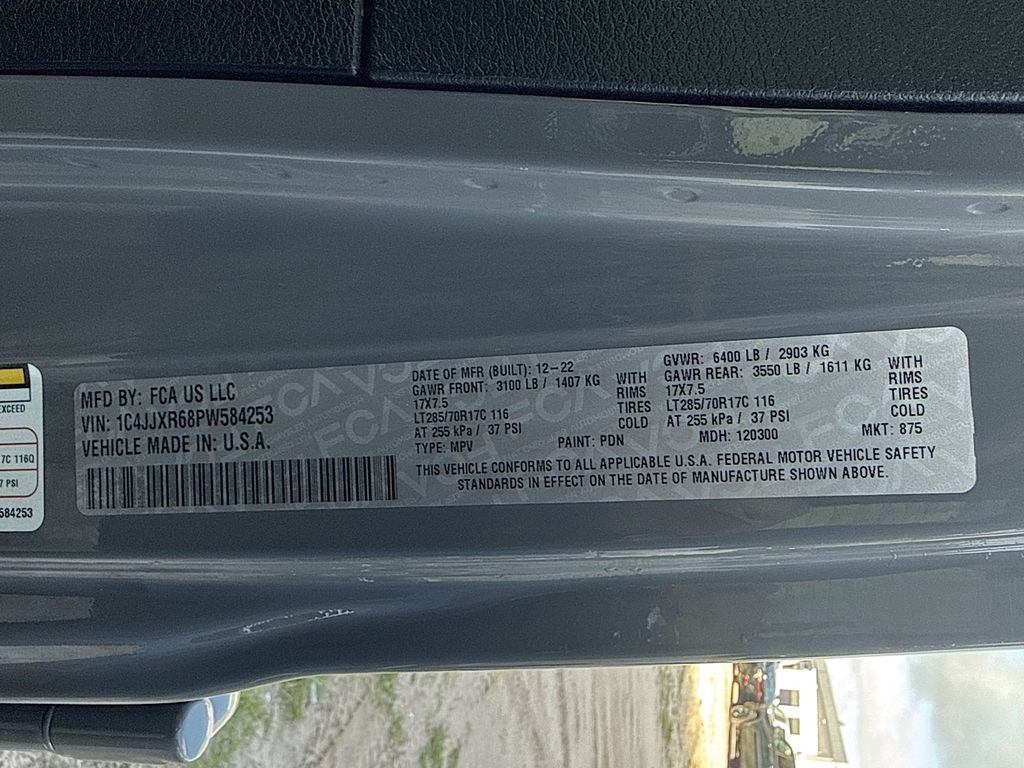 EXCEED
7C 116Q
7 PSI
584253
MFD BY: FCA US LLC
VIN: 1C4JJXR68PW584253
VEHICLE MADE IN: U.S.A.
DATE OF MFR (BUILT): 12-22
GAWR FRONT: 3100 LB / 1407 KG WITH
17X7.5 RIMS
LT285/70R17C 116 TIRES
AT 255 kPa / 37 PSI COLD
TYPE: MPV PAINT: PDN
GVWR: 6400 LB / 2903 KG
GAWR REAR: 3550 LB / 1611 KG WITH
17X7.5 RIMS
LT285/70R17C 116 TIRES
AT 255 kPa / 37 PSI COLD
MDH: 120300 MKT: 875
THIS VEHICLE CONFORMS TO ALL APPLICABLE U.S.A. FEDERAL MOTOR VEHICLE SAFETY
STANDARDS IN EFFECT ON THE DATE OF MANUFACTURE SHOWN ABOVE.